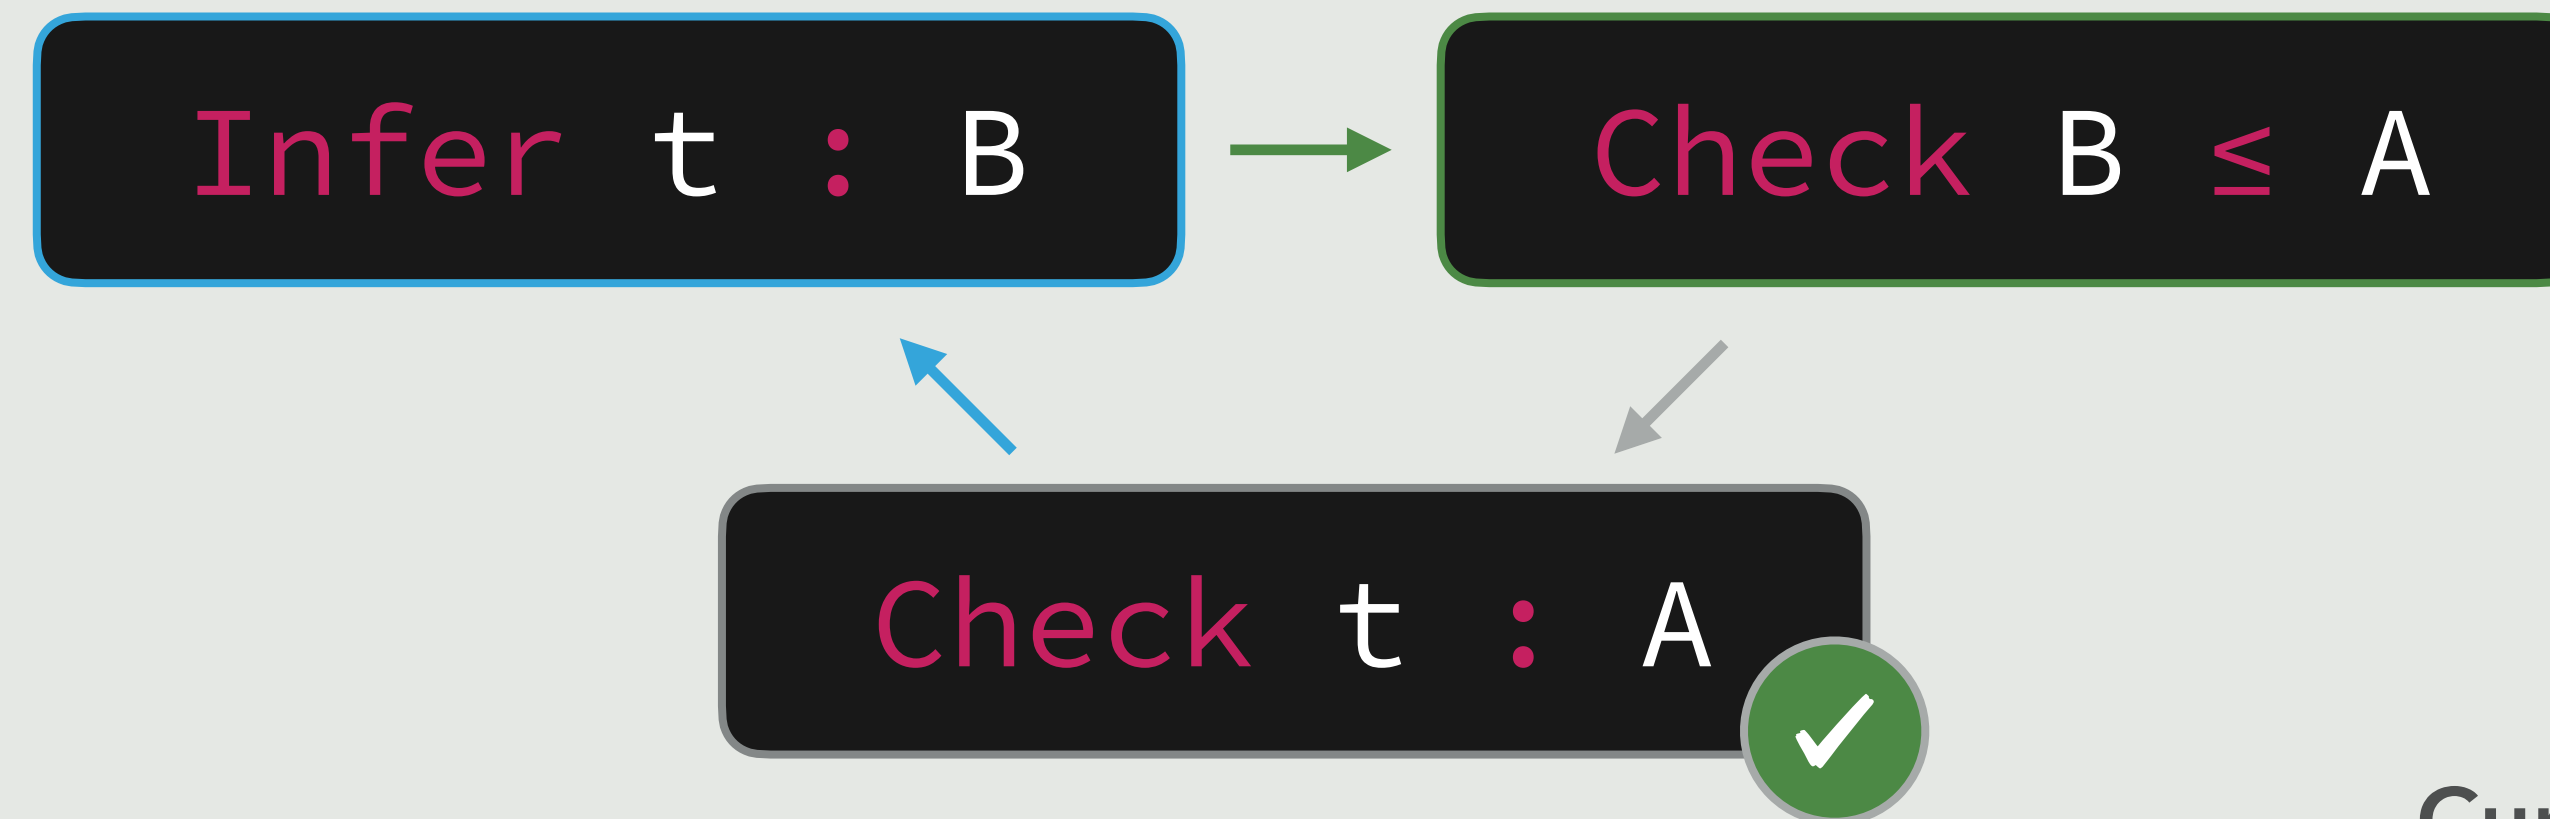 Infer t : B
Check B ≤ A
Check t : A